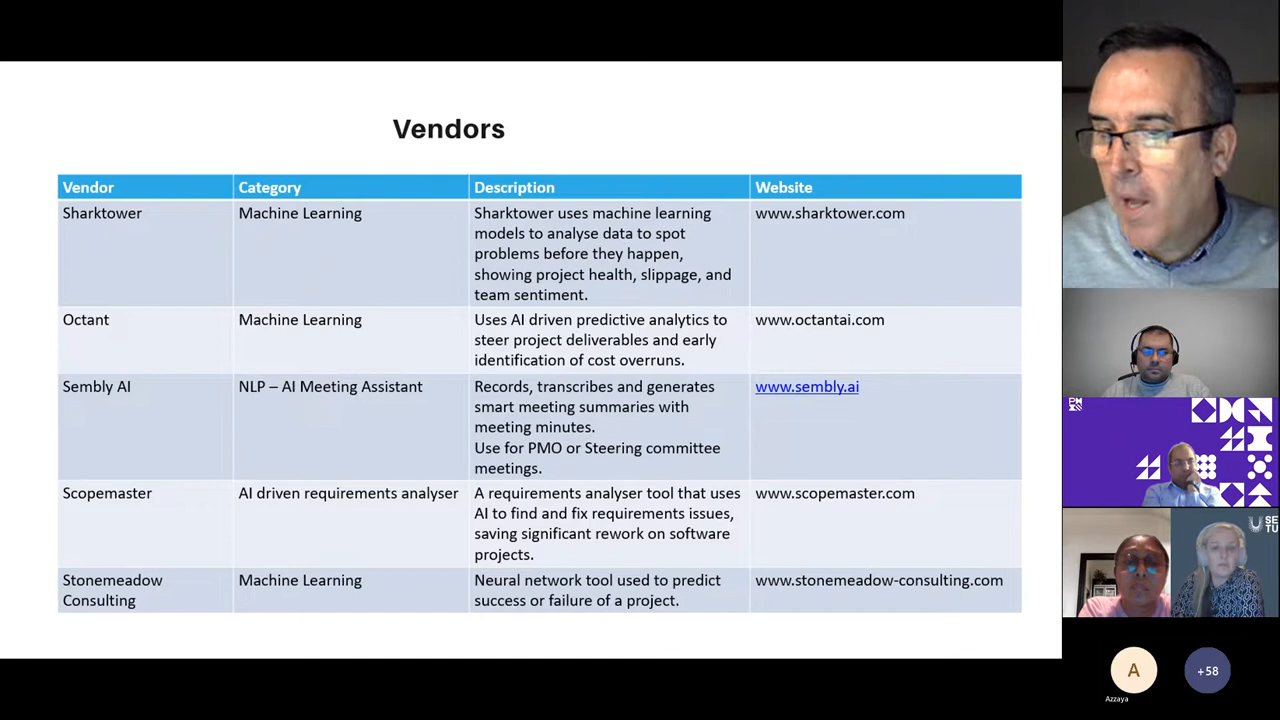 Vendors
Vendor Category Description Website
Sharktower Machine Learning Sharktower uses machine learning www.sharktower.com
models to analyse data to spot
problems before they happen,
showing project health, slippage, and
team sentiment.
Octant Machine Learning Uses AI driven predictive analytics to www.octantai.com
steer project deliverables and early
identification of cost overruns.
Sembly AI NLP – AI Meeting Assistant Records, transcribes and generates www.sembly.ai
smart meeting summaries with
meeting minutes.
Use for PMO or Steering committee
meetings.
Scopemaster AI driven requirements analyser A requirements analyser tool that uses www.scopemaster.com
AI to find and fix requirements issues,
saving significant rework on software
projects.
Stonemeadow Machine Learning Neural network tool used to predict www.stonemeadow-consulting.com
Consulting success or failure of a project.
SE
TU
A
+58
Azzaya